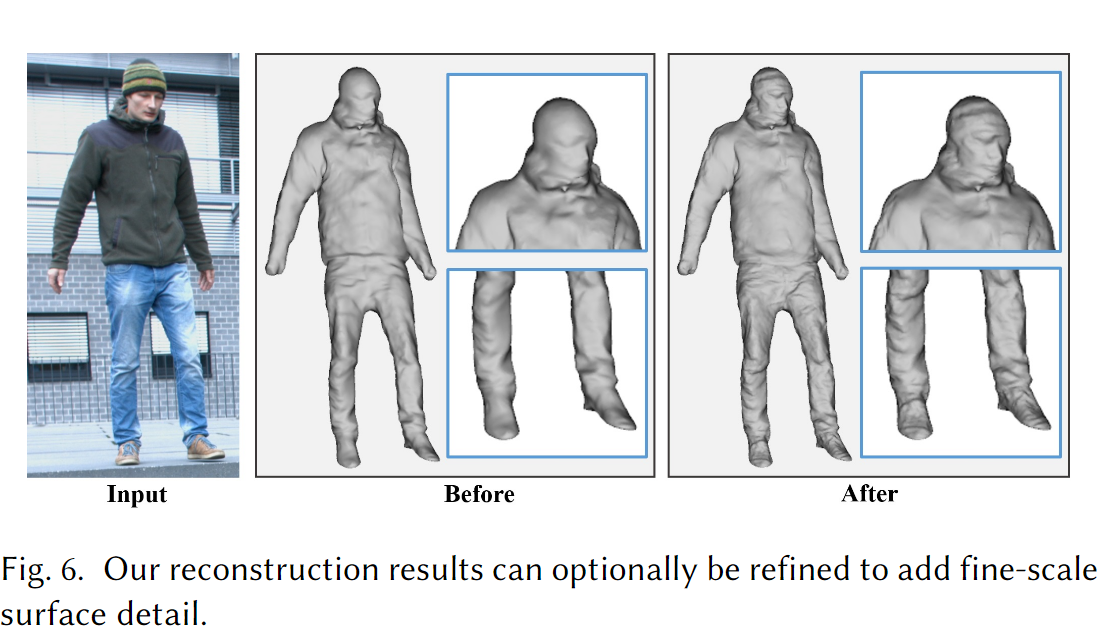 Input
Before
After
Fig. 6. Our reconstruction results can optionally be refined to add fine-scale
surface detail.